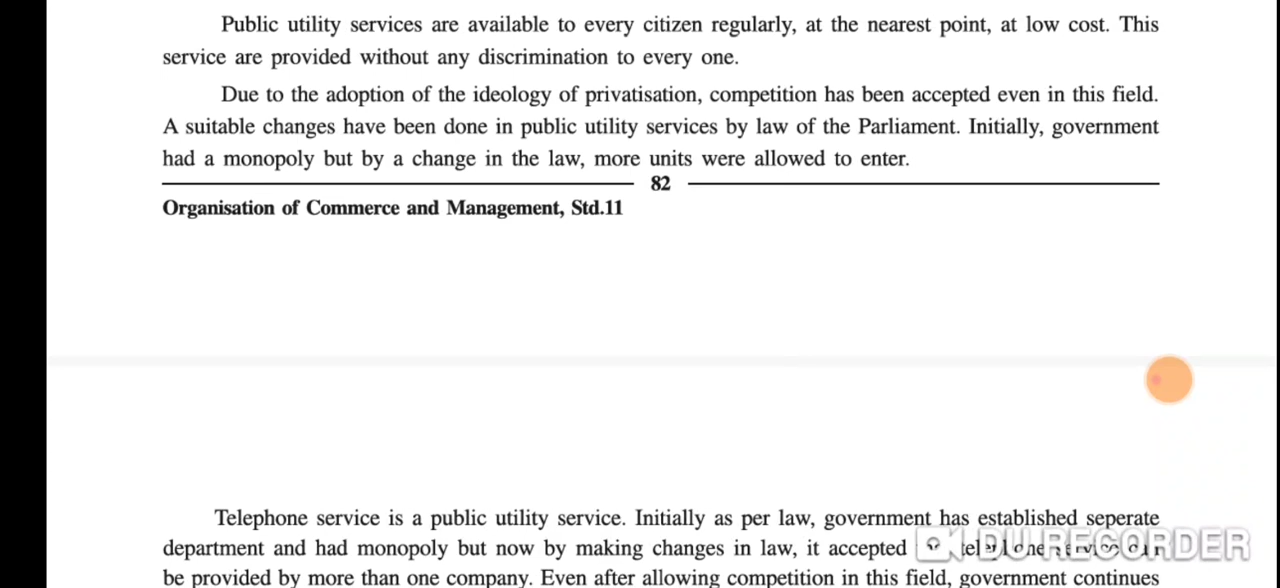 Public utility services are available to every citizen regularly, at the nearest point, at low cost. This
service are provided without any discrimination to every one.
Due to the adoption of the ideology of privatisation, competition has been accepted even in this field.
A suitable changes have been done in public utility services by law of the Parliament. Initially, government
had a monopoly but by a change in the law, more units were allowed to enter.
82
Organisation of Commerce and Management, Std.11
Telephone service is a public utility service. Initially as per law, government has established seperate
department and had monopoly but now by making changes in law, it accepted
DU RECORDER
be provided by more than one company. Even after allowing competition in this field, government continues